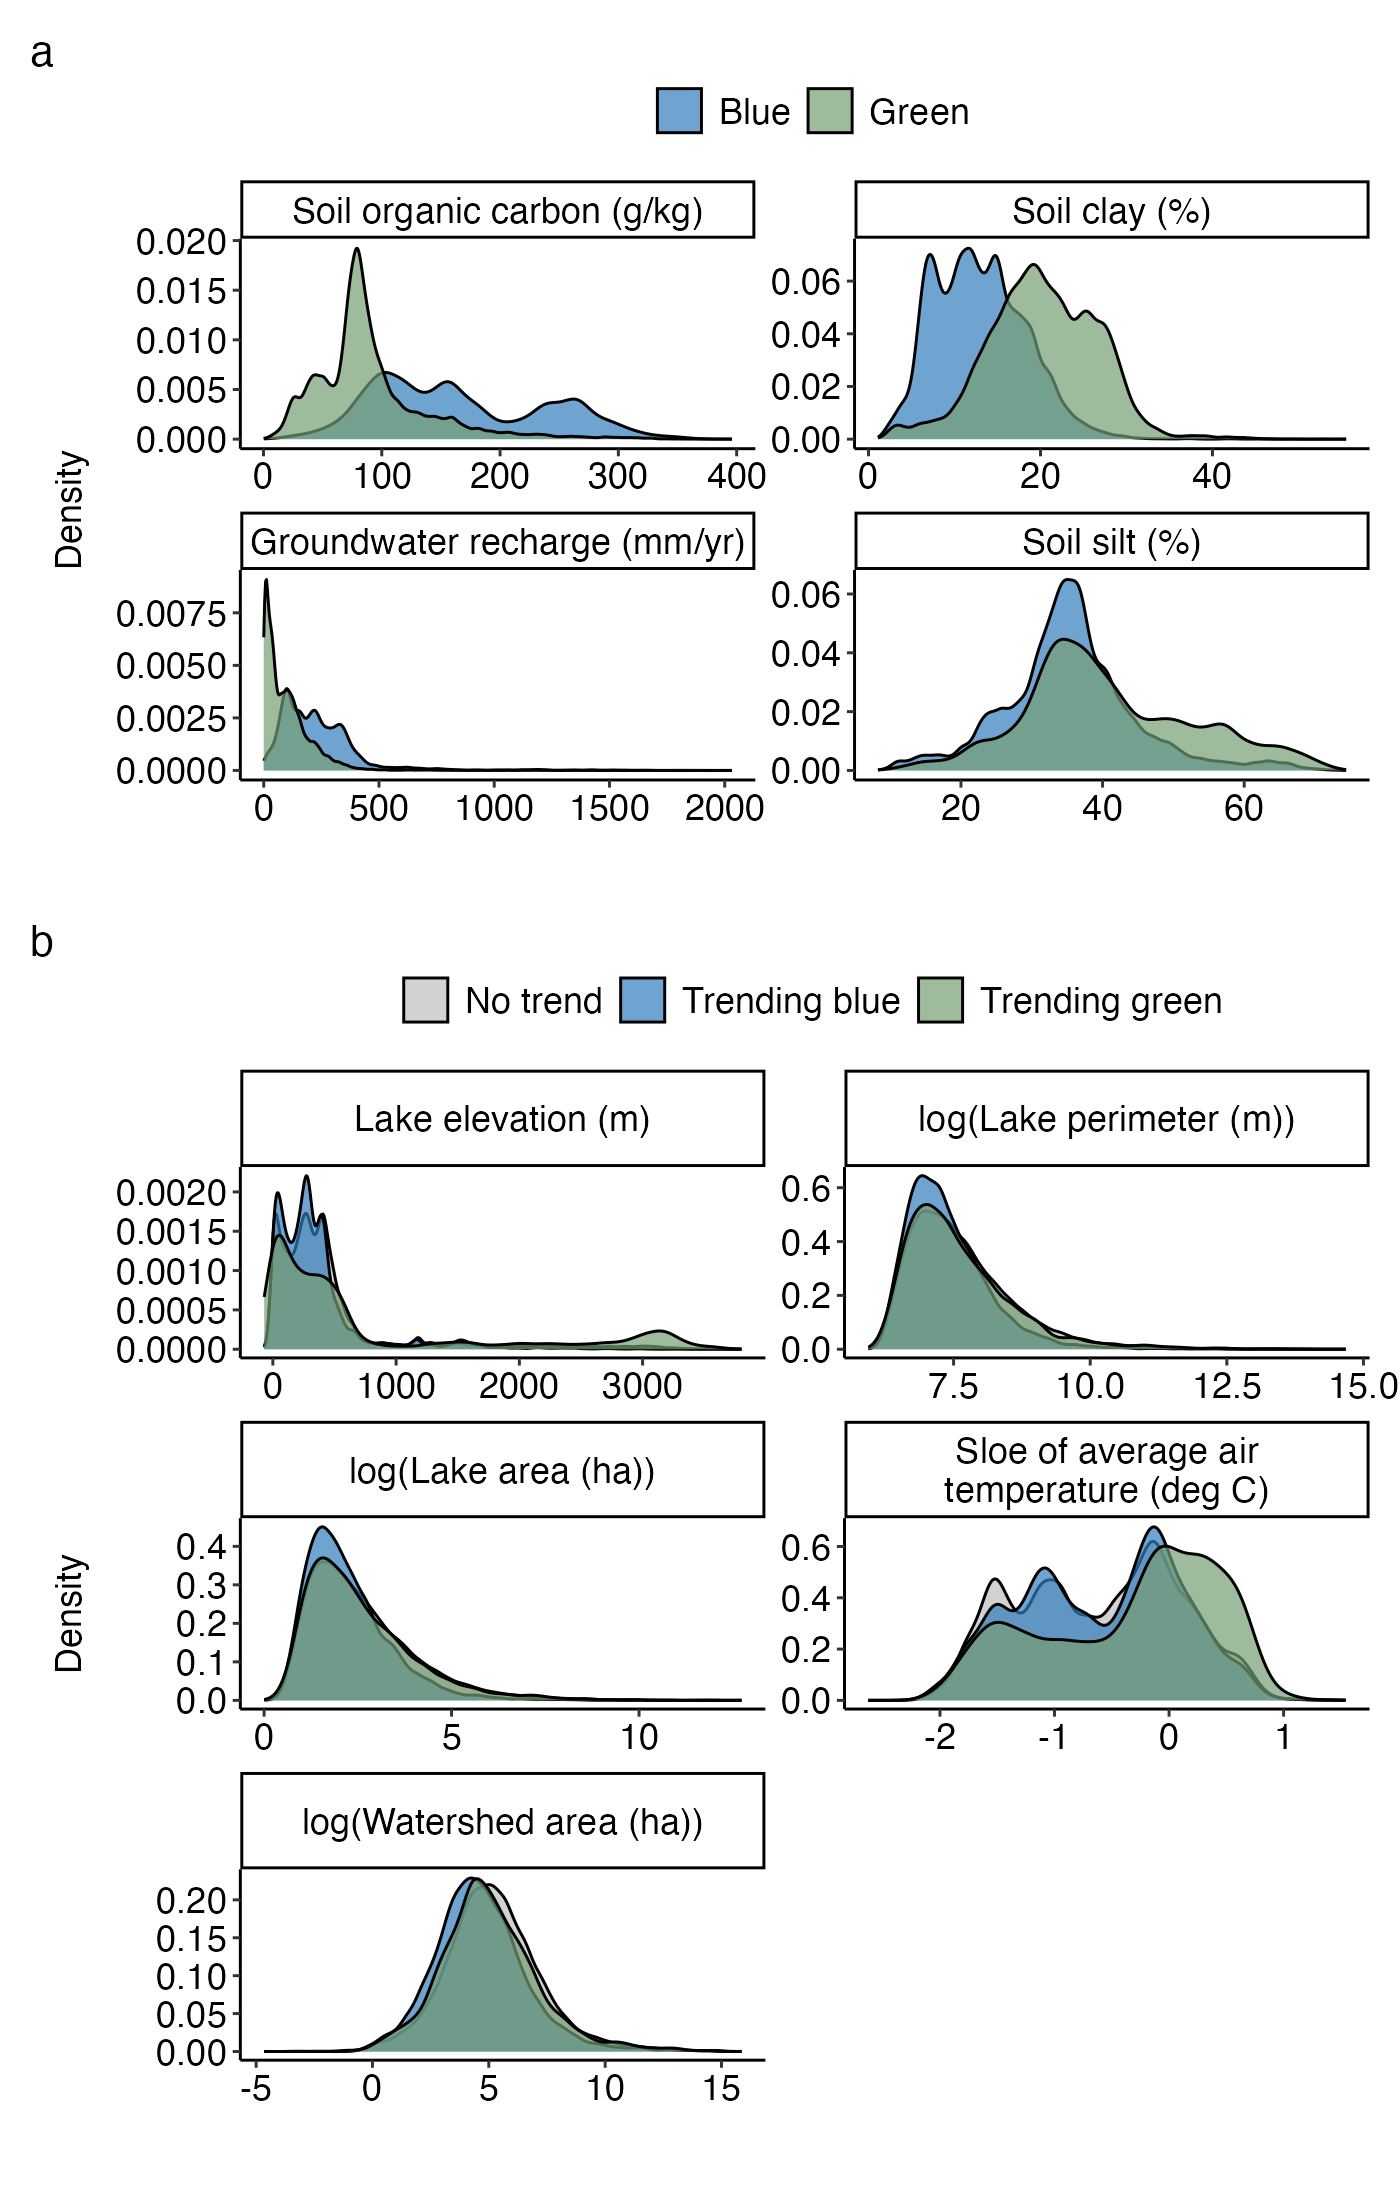 a
Blue Green
Soil organic carbon (g/kg)
0.020
0.015
0.010
0.005
0.000
0 100 200 300 400
Soil clay (%)
0.06
0.04
0.02
0.00
0 20 40
Density
Groundwater recharge (mm/yr)
0.0075
0.0050
0.0025
0.0000
0 500 1000 1500 2000
Soil silt (%)
0.06
0.04
0.02
0.00
20 40 60
b
No trend Trending blue Trending green
Lake elevation (m)
0.0020
0.0015
0.0010
0.0005
0.0000
0 1000 2000 3000
log(Lake perimeter (m))
0.6
0.4
0.2
0.0
7.5 10.0 12.5 15.0
Density
log(Lake area (ha))
0.4
0.3
0.2
0.1
0.0
0 5 10
Sloe of average air
temperature (deg C)
0.6
0.4
0.2
0.0
-2 -1 0 1
log(Watershed area (ha))
0.20
0.15
0.10
0.05
0.00
-5 0 5 10 15